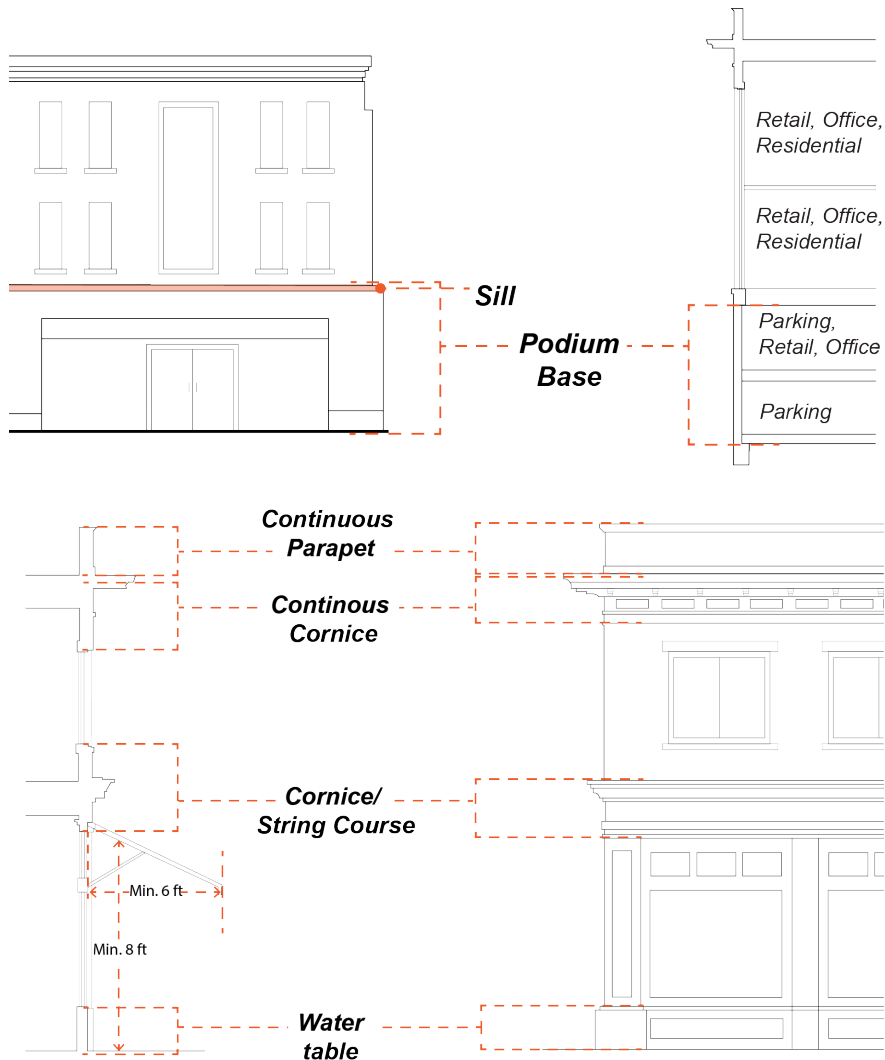 Retail, Office,
Residential
Retail, Office,
Residential
Sill
Podium
Base
Parking,
Retail, Office
Parking
Continuous
Parapet
Continous
Cornice
Cornice/
String Course
Min. 6 ft
Min. 8 ft
Water
table